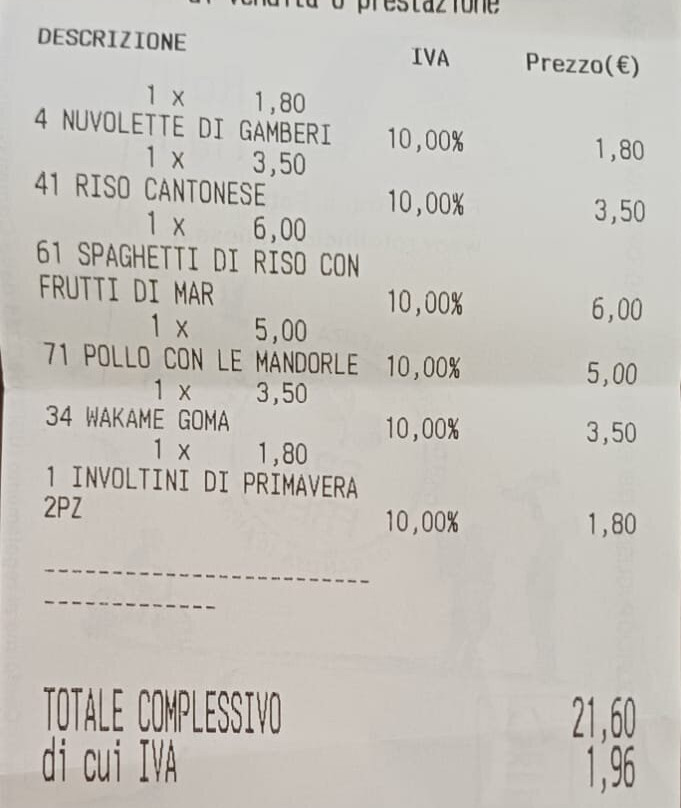 di vendita o prestazione
DESCRIZIONE IVA Prezzo(€)
1 x 1,80
4 NUVOLETTE DI GAMBERI 10,00% 1,80
1 x 3,50
41 RISO CANTONESE 10,00% 3,50
1 x 6,00
61 SPAGHETTI DI RISO CON
FRUTTI DI MAR 10,00% 6,00
1 x 5,00
71 POLLO CON LE MANDORLE 10,00% 5,00
1 x 3,50
34 WAKAME GOMA 10,00% 3,50
1 x 1,80
1 INVOLTINI DI PRIMAVERA
2PZ 10,00% 1,80
------------------------
-------------
TOTALE COMPLESSIVO 21,60
di cui IVA 1,96